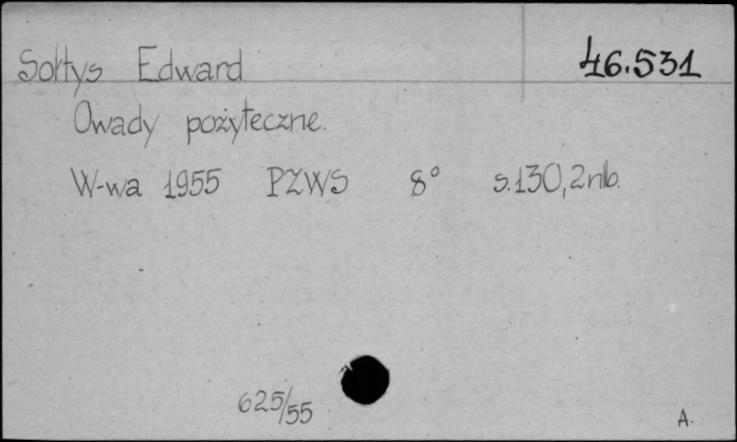 Sołtys Edward 46.531
Owady pożyteczne.
W-wa 1955 PZWS 8° s.130,2nlb.
625/55
A.